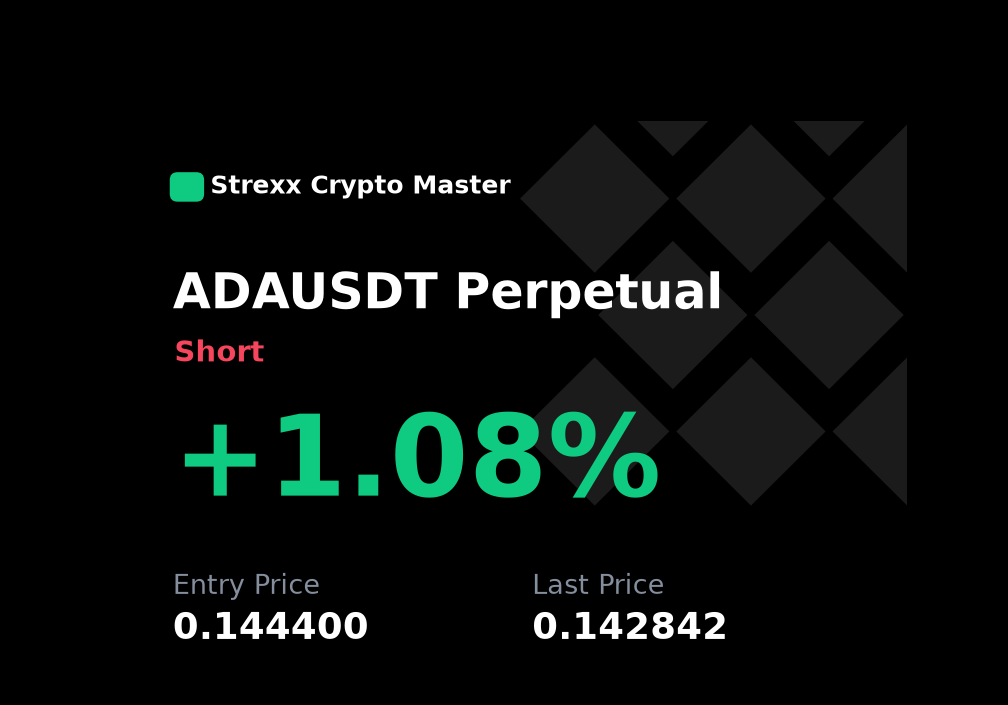 Strexx Crypto Master
ADAUSDT Perpetual
Short
+1.08%
Entry Price Last Price
0.144400 0.142842